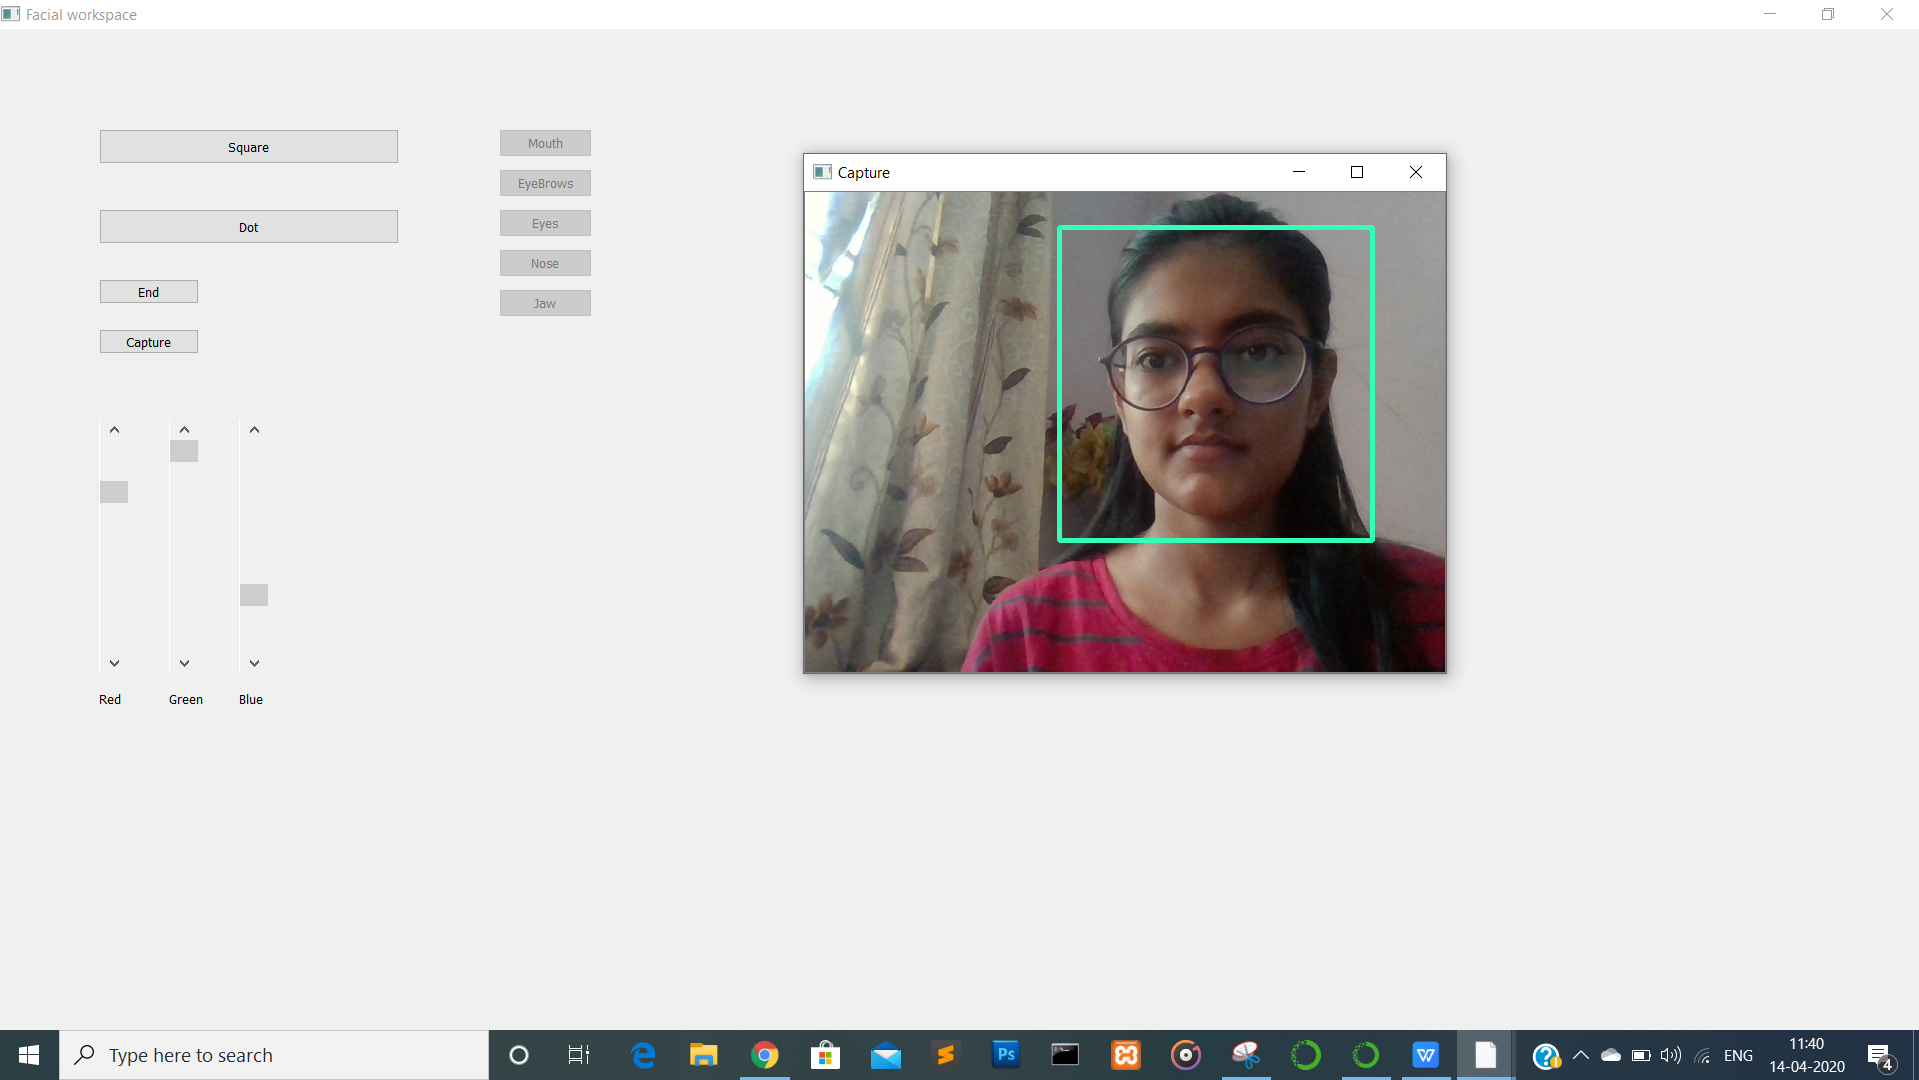 Facial workspace
Square
Dot
End
Capture
Mouth
EyeBrows
Eyes
Nose
Jaw
Capture
Red Green Blue
Type here to search
Ps
W
ENG
11:40
14-04-2020
4